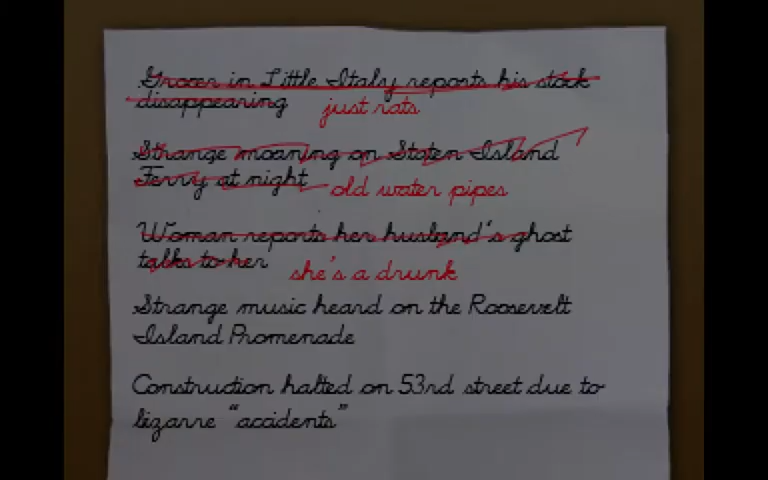 Grocer in Little Italy reports his stock
disappearing just rats
Strange moaning on Staten Island
Ferry at night old water pipes
Woman reports her husband's ghost
talks to her she's a drunk
Strange music heard on the Roosevelt
Island Promenade
Construction halted on 53rd street due to
bizarre "accidents"